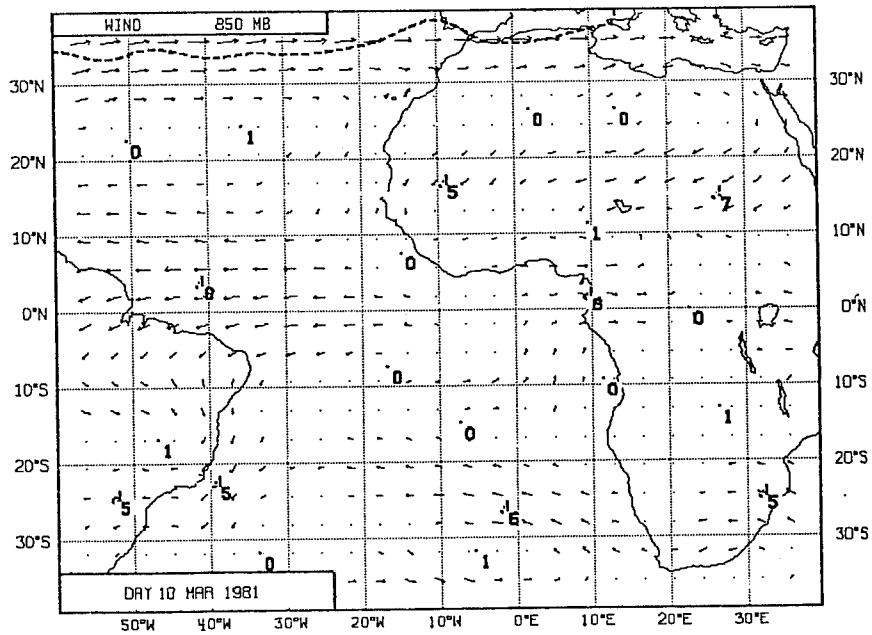 WIND 850 MB
30°N 30°N
0 1 0 0
0
20°N 20°N
5 7
10°N 1 10°N
0
8
0°N 0 0°N
8
0 0
10°S 10°S
0 1
1
20°S 20°S
5 5 5
6
30°S 30°S
0 1
DAY 10 MAR 1981
50°W 40°W 30°W 20°W 10°W 0°E 10°E 20°E 30°E